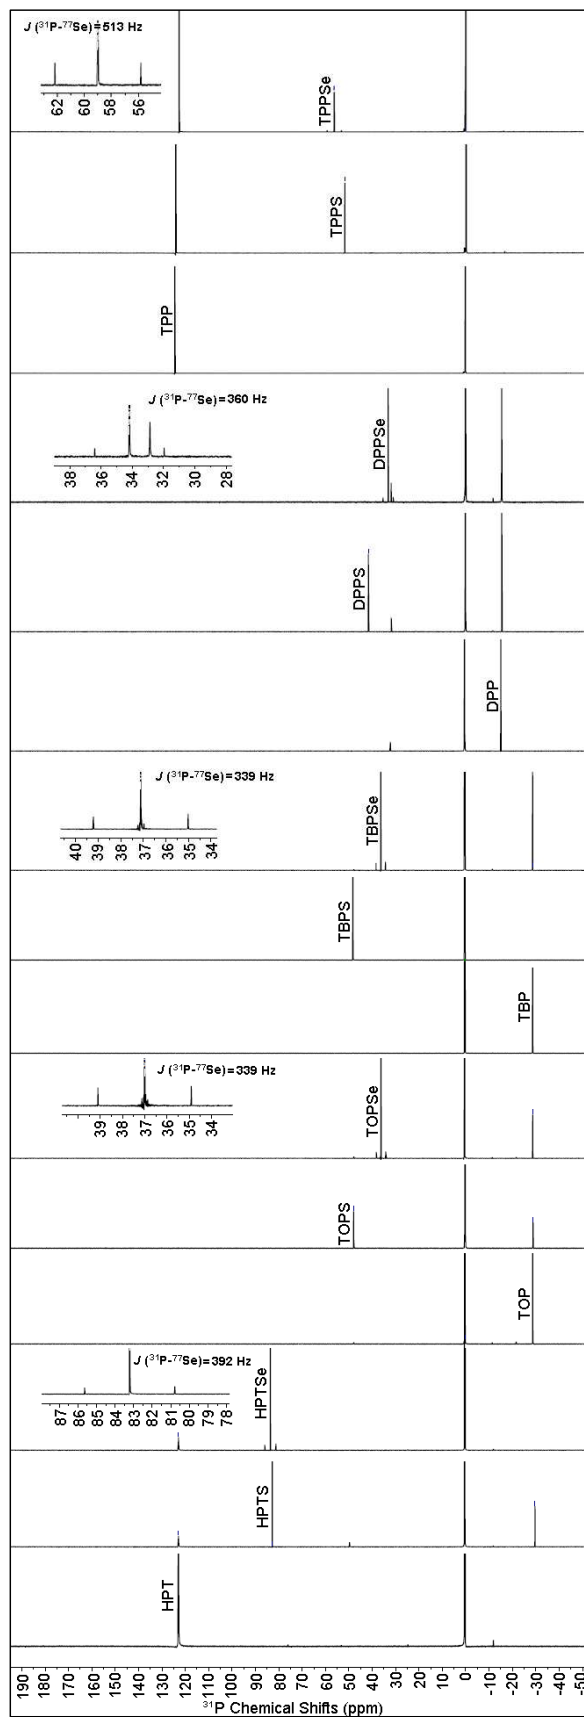 J (³¹P-⁷⁷Se)=513 Hz
62 60 58 56
TPPSe
TPPS
TPP
J (³¹P-⁷⁷Se)=360 Hz
38 36 34 32 30 28
DPPSe
DPPS
DPP
J (³¹P-⁷⁷Se)=339 Hz
40 39 38 37 36 35 34
TBPSe
TBPS
TBP
J (³¹P-⁷⁷Se)=339 Hz
39 38 37 36 35 34
TOPSe
TOPS
TOP
J (³¹P-⁷⁷Se)=392 Hz
87 86 85 84 83 82 81 80 79 78
HPTSe
HPTS
HPT
190 180 170 160 150 140 130 120 110 100 90 80 70 60 50 40 30 20 10 0 -10 -20 -30 -40 -50
³¹P Chemical Shifts (ppm)